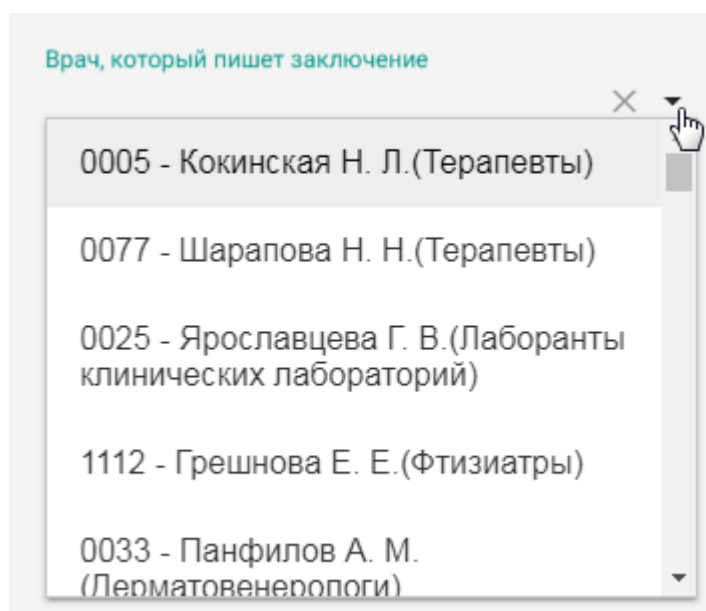 Врач, который пишет заключение
0005 - Кокинская Н. Л.(Терапевты)
0077 - Шарапова Н. Н.(Терапевты)
0025 - Ярославцева Г. В.(Лаборанты
клинических лабораторий)
1112 - Грешнова Е. Е.(Фтизиатры)
0033 - Панфилов А. М.
(Дерматовенерологи)